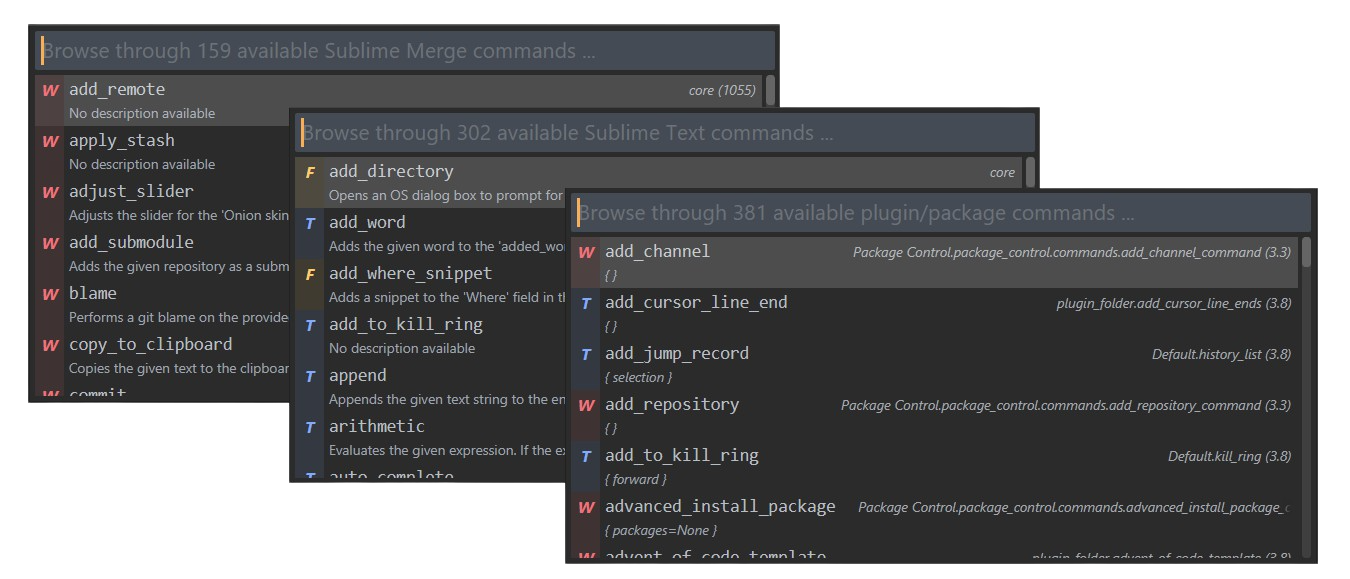 Browse through 159 available Sublime Merge commands ...
W add_remote core (1055)
No description available
W apply_stash
No description available
W adjust_slider
Adjusts the slider for the 'Onion skin
W add_submodule
Adds the given repository as a subm
W blame
Performs a git blame on the provide
W copy_to_clipboard
Copies the given text to the clipboar
W commit
Browse through 302 available Sublime Text commands ...
F add_directory core
Opens an OS dialog box to prompt for
T add_word
Adds the given word to the 'added_wo
F add_where_snippet
Adds a snippet to the 'Where' field in th
T add_to_kill_ring
No description available
T append
Appends the given text string to the en
T arithmetic
Evaluates the given expression. If the ex
T auto_complete
Browse through 381 available plugin/package commands ...
W add_channel Package Control.package_control.commands.add_channel_command (3.3)
{ }
T add_cursor_line_end plugin_folder.add_cursor_line_ends (3.8)
{ }
T add_jump_record Default.history_list (3.8)
{ selection }
W add_repository Package Control.package_control.commands.add_repository_command (3.3)
{ }
T add_to_kill_ring Default.kill_ring (3.8)
{ forward }
W advanced_install_package Package Control.package_control.commands.advanced_install_package_c
{ packages=None }
W advent_of_code_template plugin_folder.advent_of_code_template (3.8)